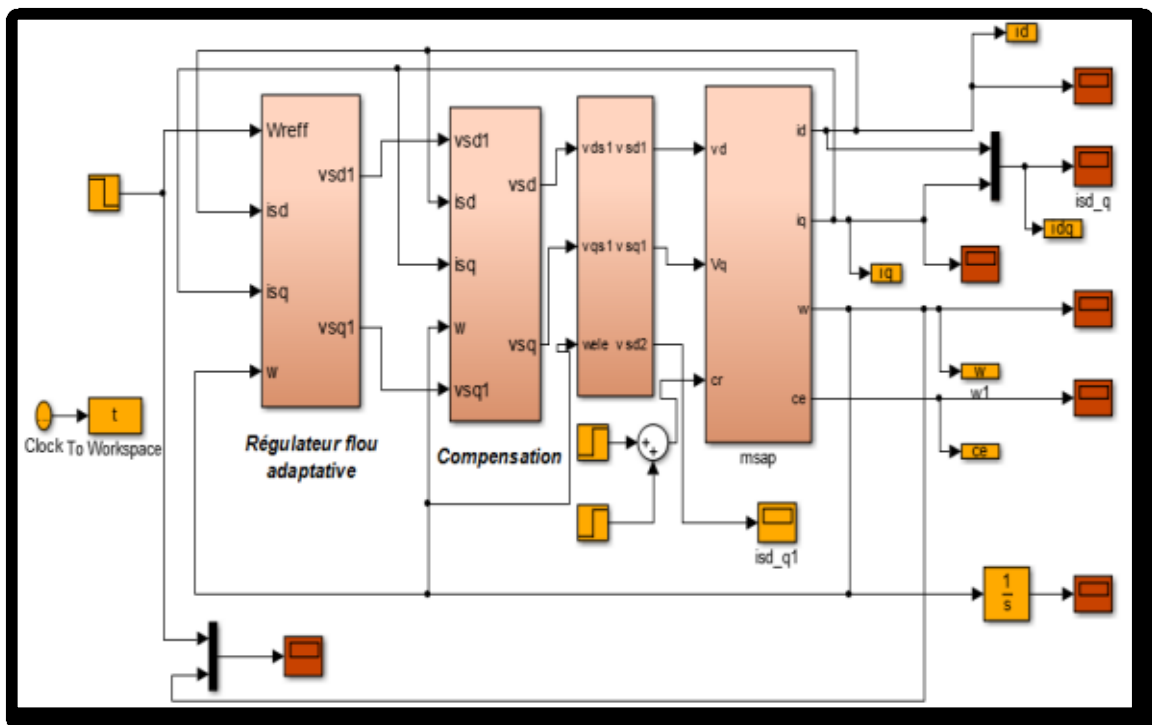 id
Wreff
isd
isq
w
vsd1
vsq1
Régulateur flou
adaptative
vsd1
isd
isq
w
vsq1
vsd
vsq
Compensation
vds1 vsd1
vqs1 vsq1
wele vsd2
vd
Vq
cr
id
iq
w
ce
msap
isd_q
idq
iq
w
w1
ce
t
Clock
To Workspace
isd_q1
1
s
+
+